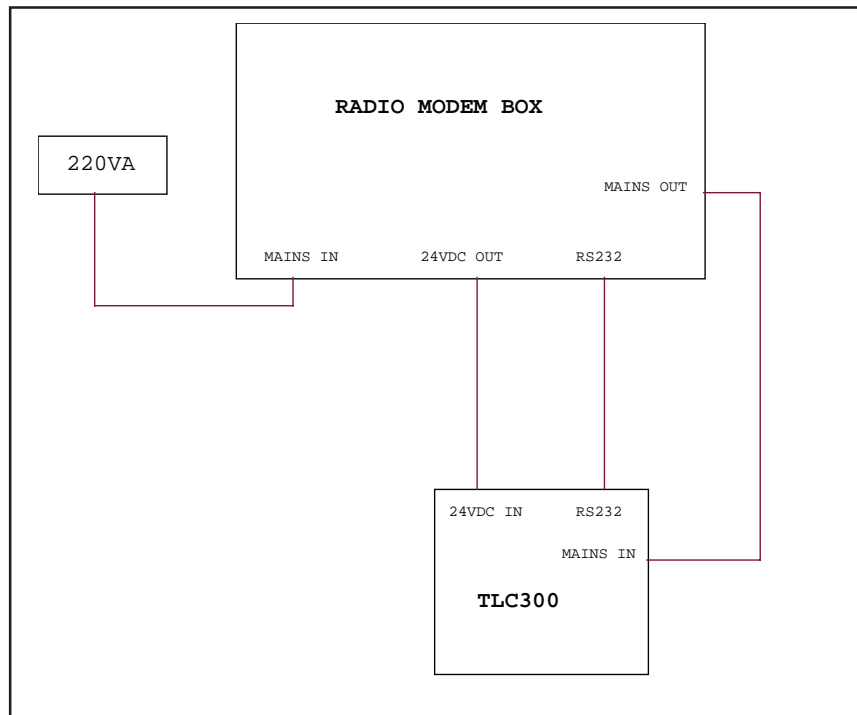 RADIO MODEM BOX
220VA
MAINS OUT
MAINS IN 24VDC OUT RS232
24VDC IN RS232
MAINS IN
TLC300